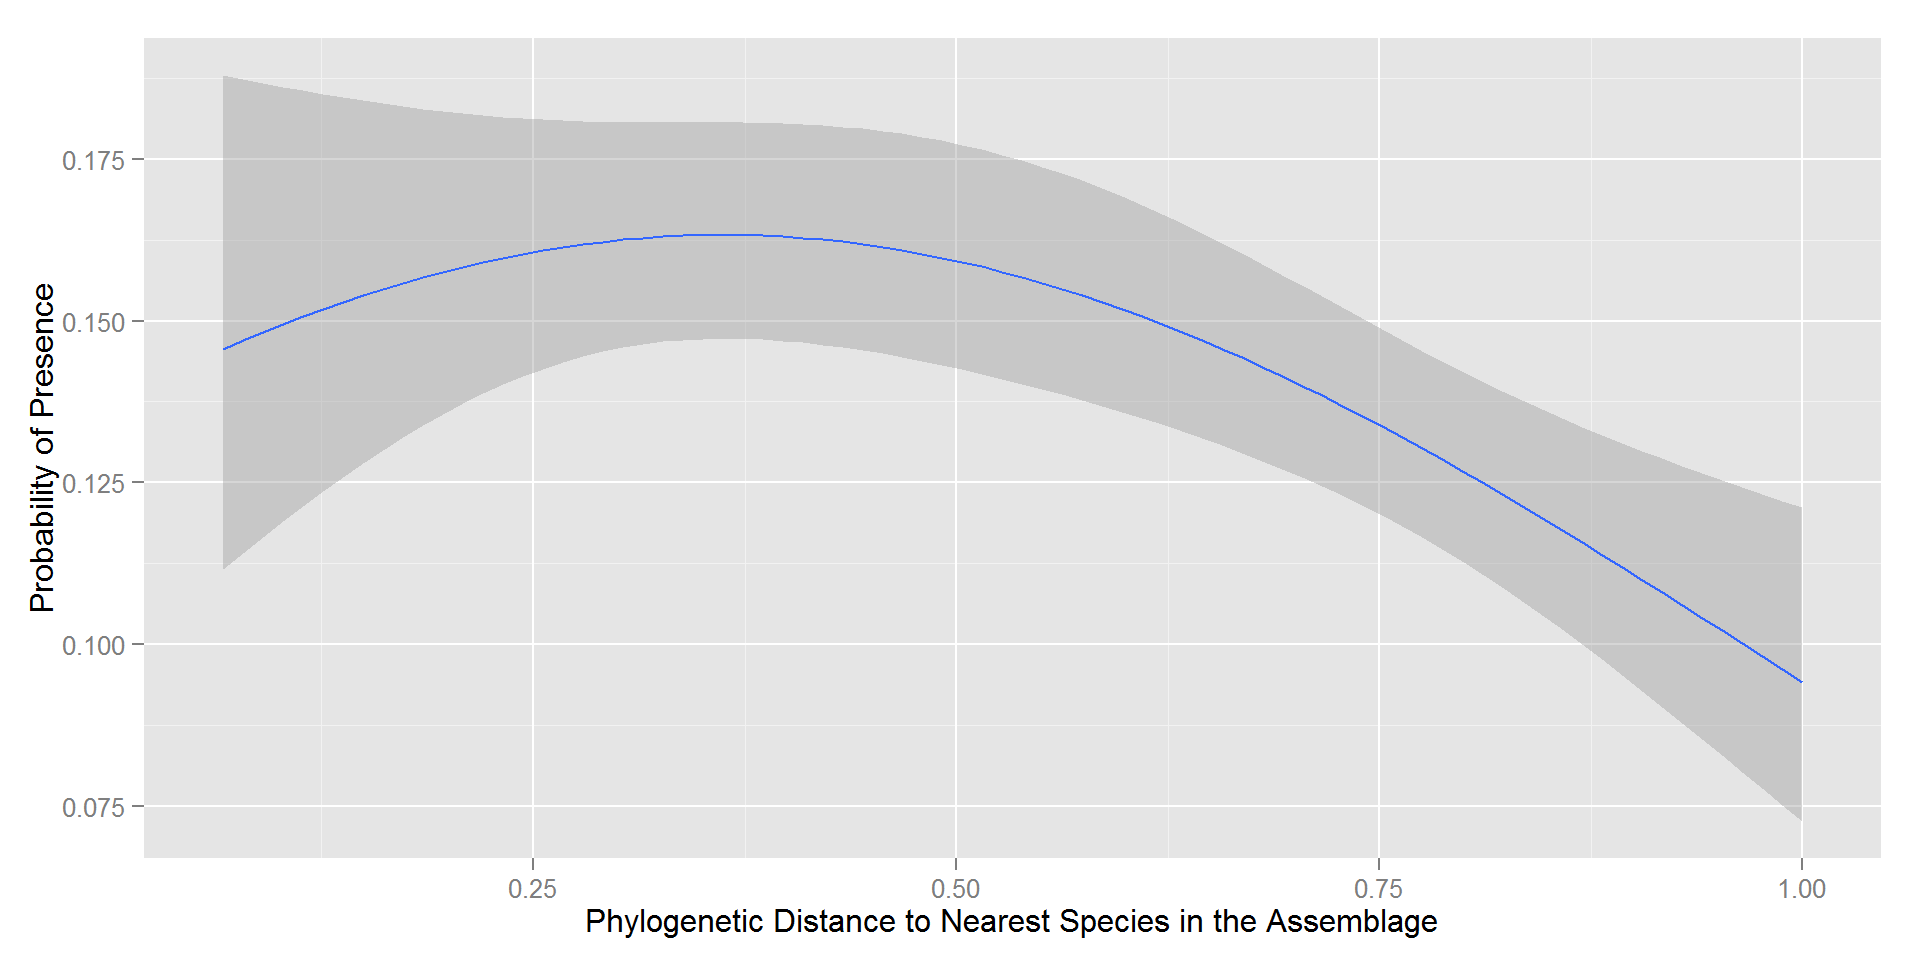 Probability of Presence
0.175
0.150
0.125
0.100
0.075
0.25 0.50 0.75 1.00
Phylogenetic Distance to Nearest Species in the Assemblage